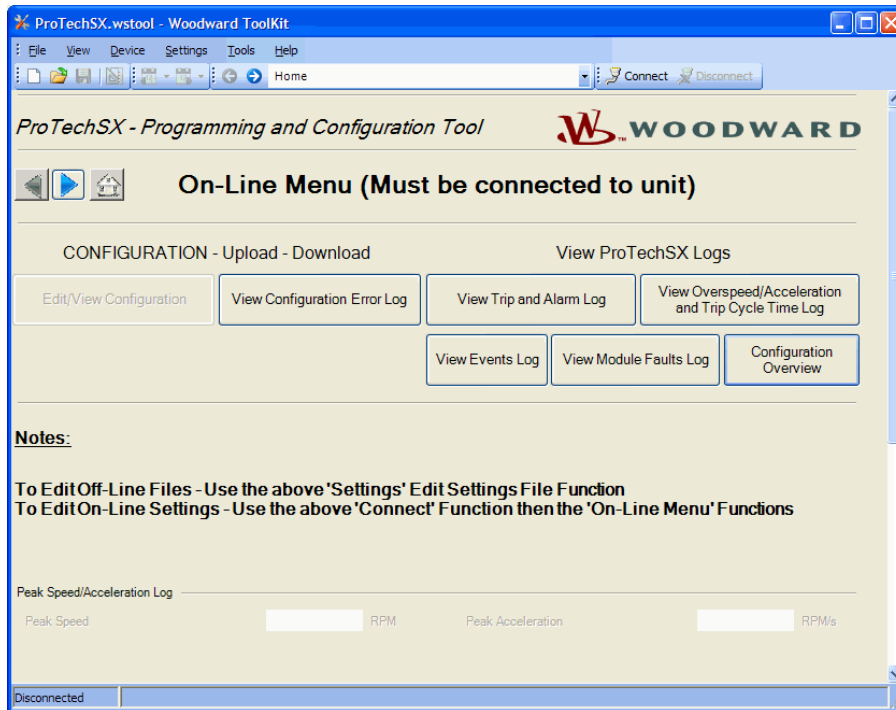 ProTechSX.wstool - Woodward ToolKit
File View Device Settings Tools Help
Home Connect Disconnect
ProTechSX - Programming and Configuration Tool
WOODWARD
On-Line Menu (Must be connected to unit)
CONFIGURATION - Upload - Download
View ProTechSX Logs
Edit/View Configuration
View Configuration Error Log
View Trip and Alarm Log
View Overspeed/Acceleration
and Trip Cycle Time Log
View Events Log
View Module Faults Log
Configuration
Overview
Notes:
To Edit Off-Line Files - Use the above 'Settings' Edit Settings File Function
To Edit On-Line Settings - Use the above 'Connect' Function then the 'On-Line Menu' Functions
Peak Speed/Acceleration Log
Peak Speed RPM Peak Acceleration RPM/s
Disconnected